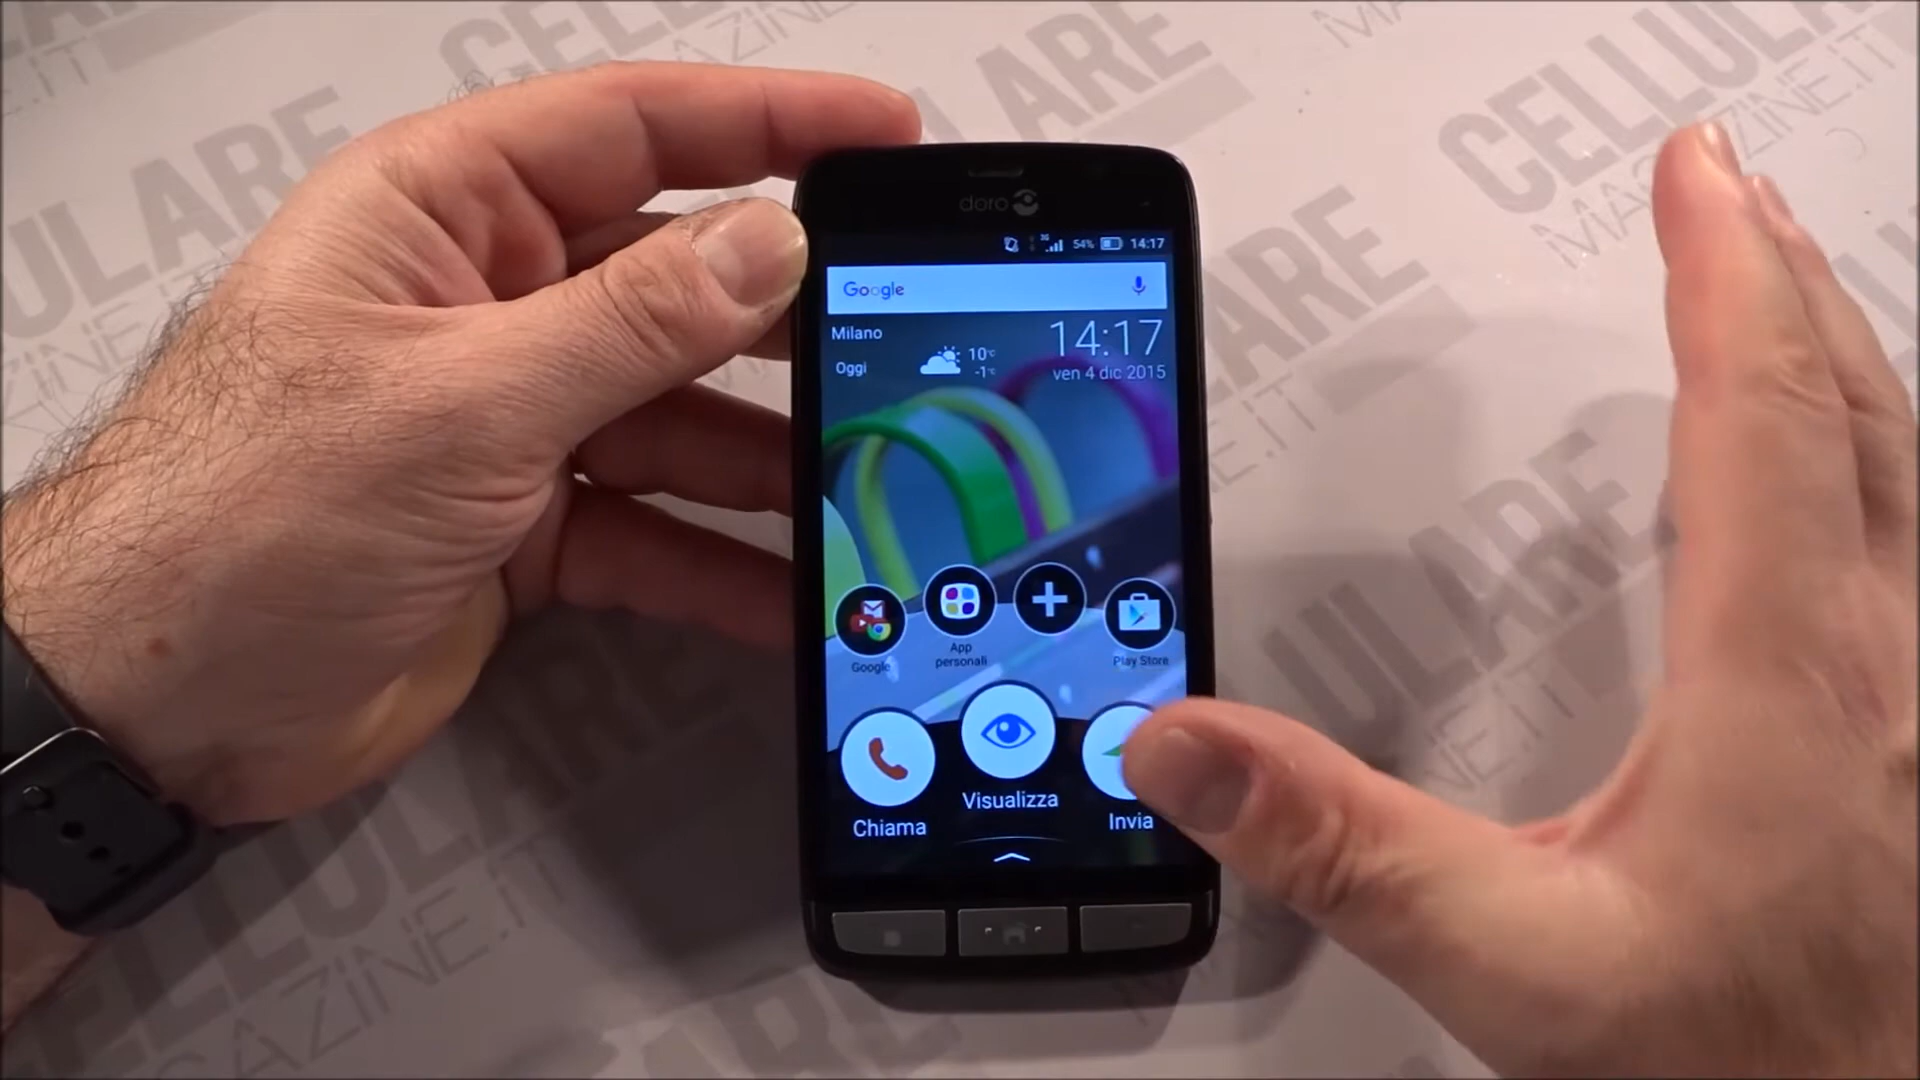 CELLULARE
MAGAZINE.IT
doro
3G 54% 14:17
Google
Milano
14:17
Oggi
10°C
-1°C
ven 4 dic 2015
Google
App
personali
Play Store
Chiama
Visualizza
Invia